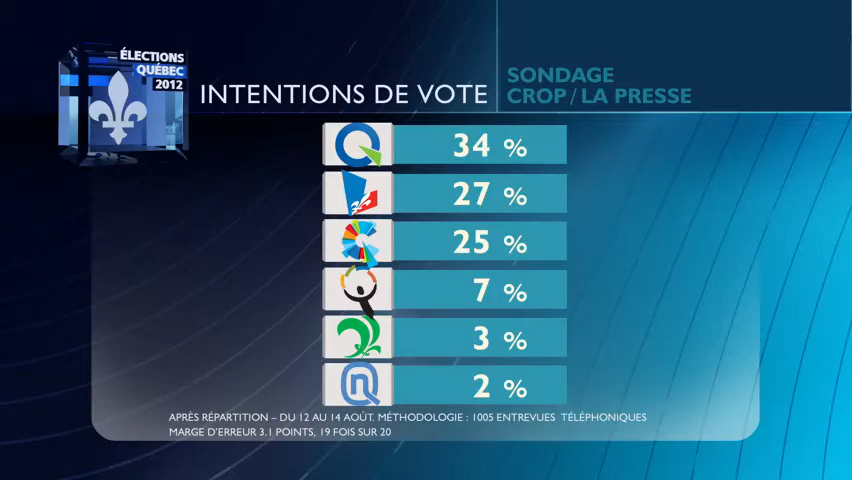 ÉLECTIONS
QUÉBEC
2012
INTENTIONS DE VOTE
SONDAGE
CROP / LA PRESSE
34 %
27 %
25 %
7 %
3 %
2 %
APRÈS RÉPARTITION – DU 12 AU 14 AOÛT. MÉTHODOLOGIE : 1005 ENTREVUES TÉLÉPHONIQUES
MARGE D'ERREUR 3.1 POINTS, 19 FOIS SUR 20